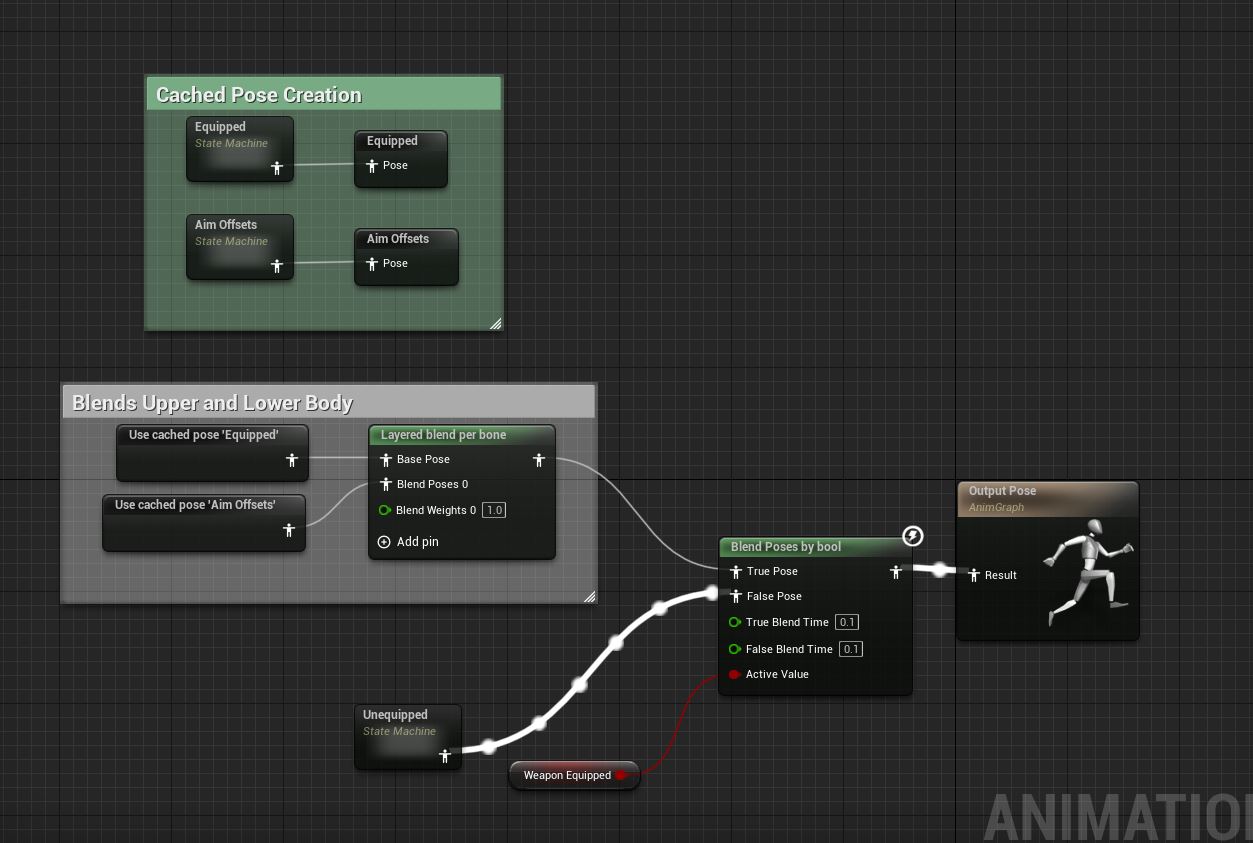 Cached Pose Creation
Equipped
State Machine
Equipped
Pose
Aim Offsets
State Machine
Aim Offsets
Pose
Blends Upper and Lower Body
Use cached pose 'Equipped'
Use cached pose 'Aim Offsets'
Layered blend per bone
Base Pose
Blend Poses 0
Blend Weights 0 1.0
Add pin
Blend Poses by bool
True Pose
False Pose
True Blend Time 0.1
False Blend Time 0.1
Active Value
Output Pose
AnimGraph
Result
Unequipped
State Machine
Weapon Equipped
ANIMATIO